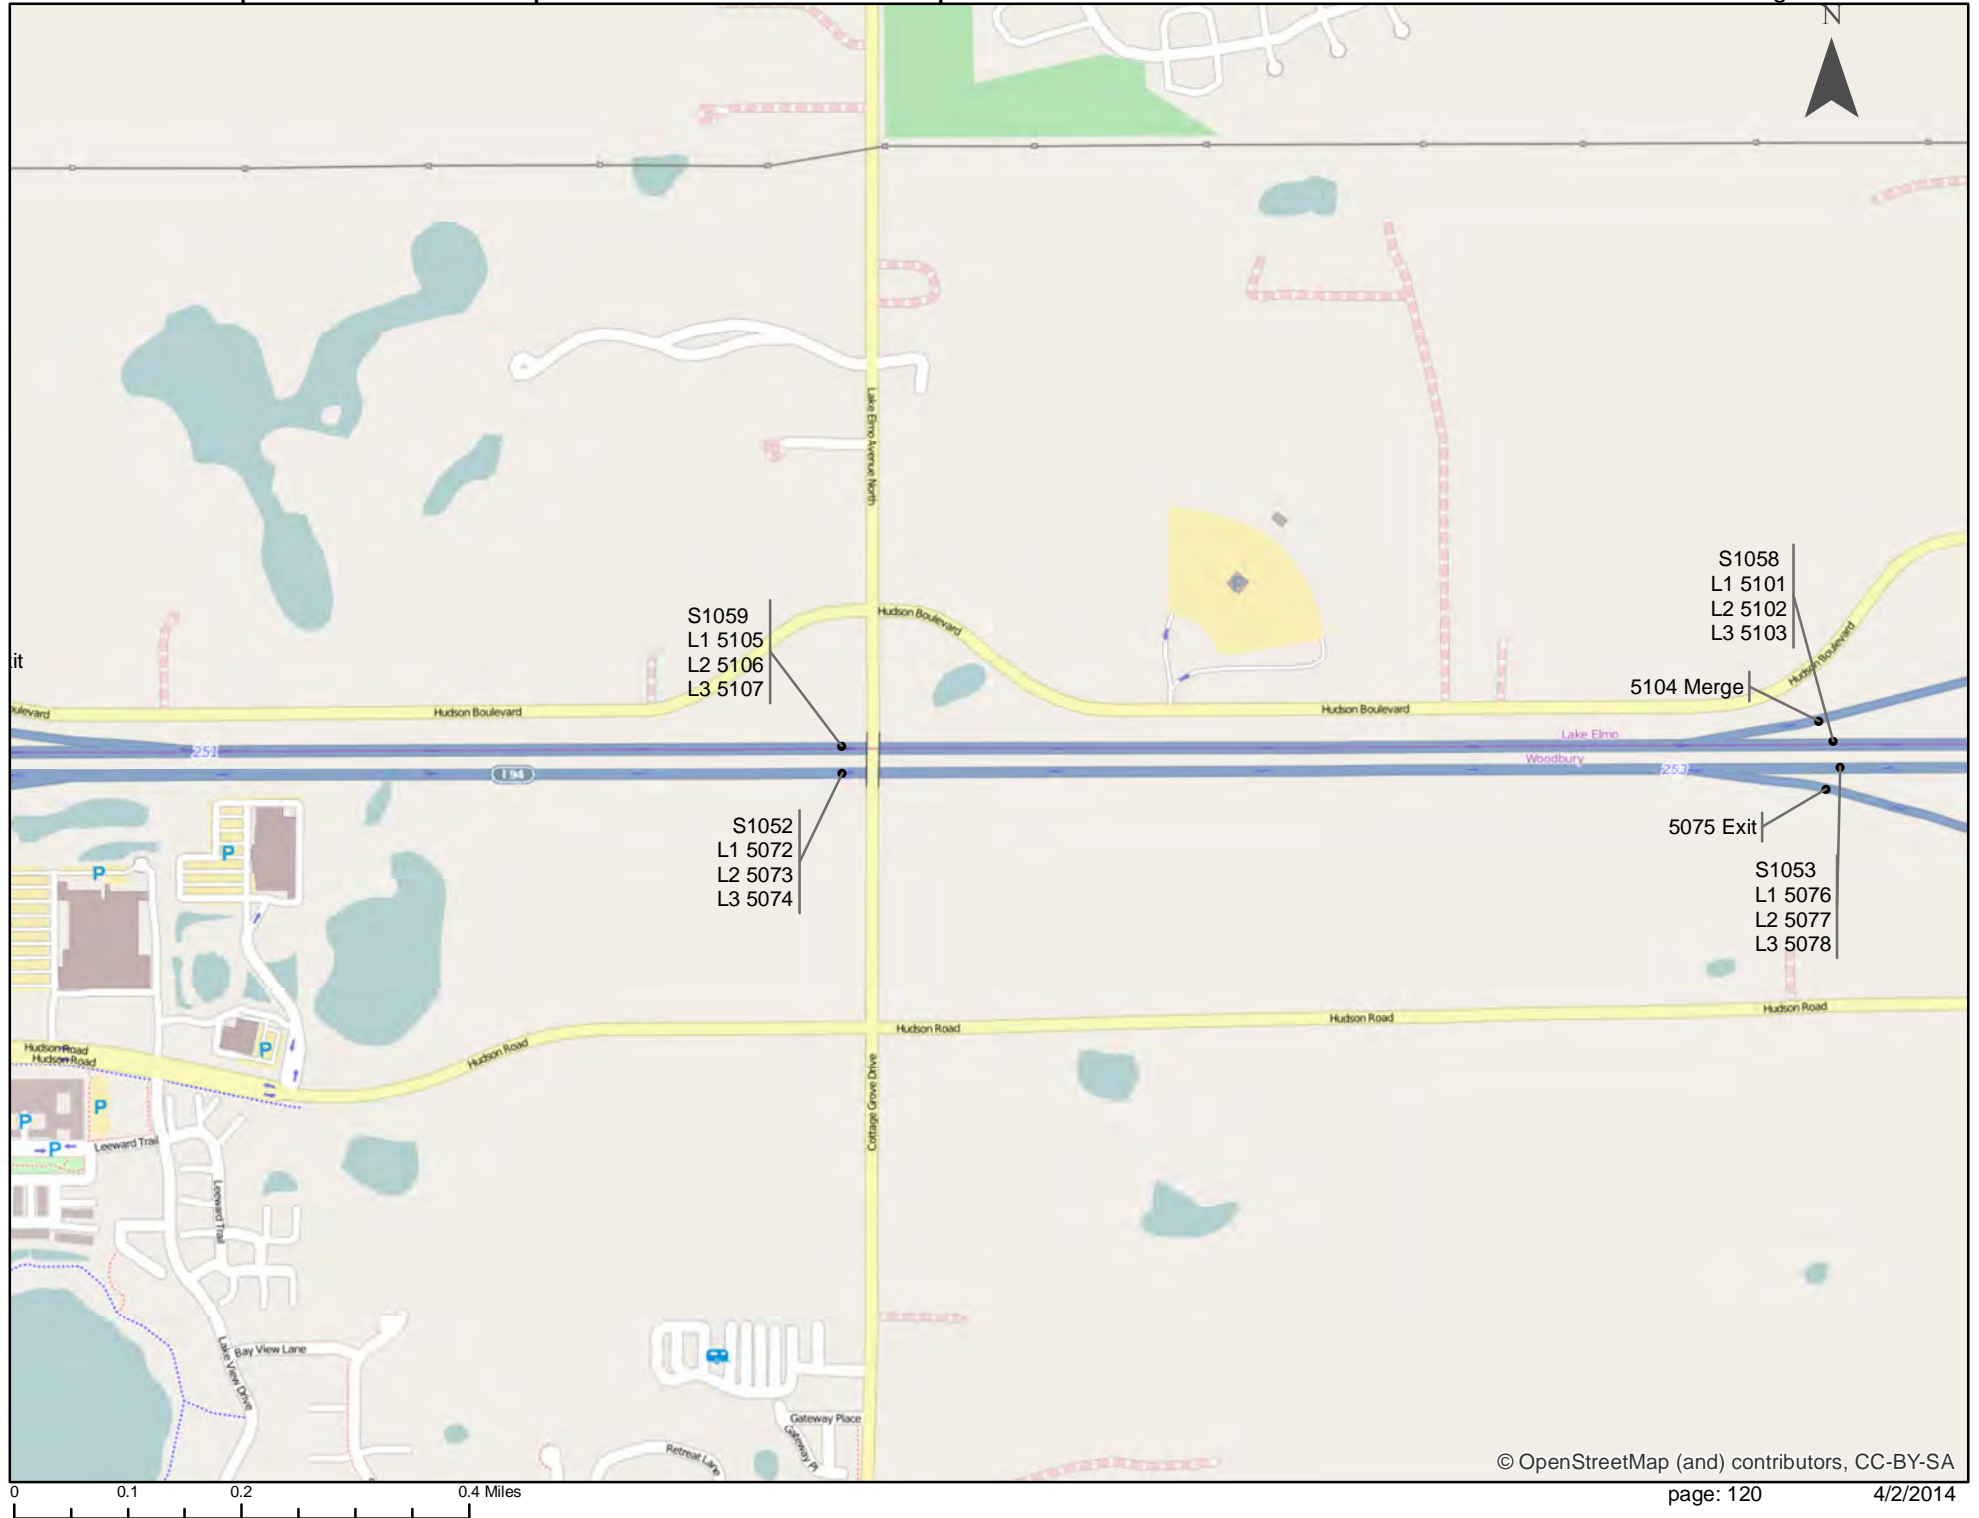 N
Lake Elmo Avenue North
S1058
L1 5101
L2 5102
L3 5103
S1059
L1 5105
L2 5106
L3 5107
Hudson Boulevard
Hudson Boulevard
5104 Merge
Hudson Boulevard
Hudson Boulevard
Lake Elmo
Woodbury
251
I 94
253
S1052
L1 5072
L2 5073
L3 5074
5075 Exit
S1053
L1 5076
L2 5077
L3 5078
P
P
Hudson Road
Hudson Road
Hudson Road
Hudson Road
Hudson Road
Hudson Road
P
P
P
P
Leeward Trail
Leeward Trail
Cottage Grove Drive
Bay View Lane
Lake View Drive
Gateway Place
Gateway Pl
Retreat Lane
© OpenStreetMap (and) contributors, CC-BY-SA
0 0.1 0.2 0.4 Miles
page: 120 4/2/2014